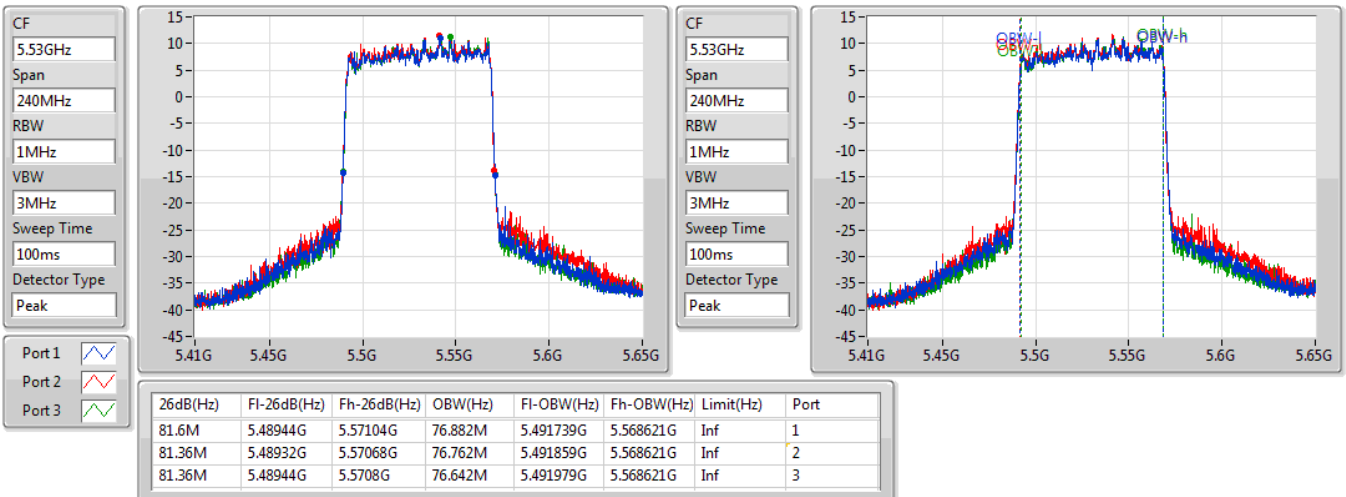 CF
5.53GHz
Span
240MHz
RBW
1MHz
VBW
3MHz
Sweep Time
100ms
Detector Type
Peak
15
10
5
0
-5
-10
-15
-20
-25
-30
-35
-40
-45
5.41G 5.45G 5.5G 5.55G 5.6G 5.65G
CF
5.53GHz
Span
240MHz
RBW
1MHz
VBW
3MHz
Sweep Time
100ms
Detector Type
Peak
15
10
5
0
-5
-10
-15
-20
-25
-30
-35
-40
-45
OBW-l OBW-h
5.41G 5.45G 5.5G 5.55G 5.6G 5.65G
Port 1
Port 2
Port 3
26dB(Hz) Fl-26dB(Hz) Fh-26dB(Hz) OBW(Hz) Fl-OBW(Hz) Fh-OBW(Hz) Limit(Hz) Port
81.6M 5.48944G 5.57104G 76.882M 5.491739G 5.568621G Inf 1
81.36M 5.48932G 5.57068G 76.762M 5.491859G 5.568621G Inf 2
81.36M 5.48944G 5.5708G 76.642M 5.491979G 5.568621G Inf 3